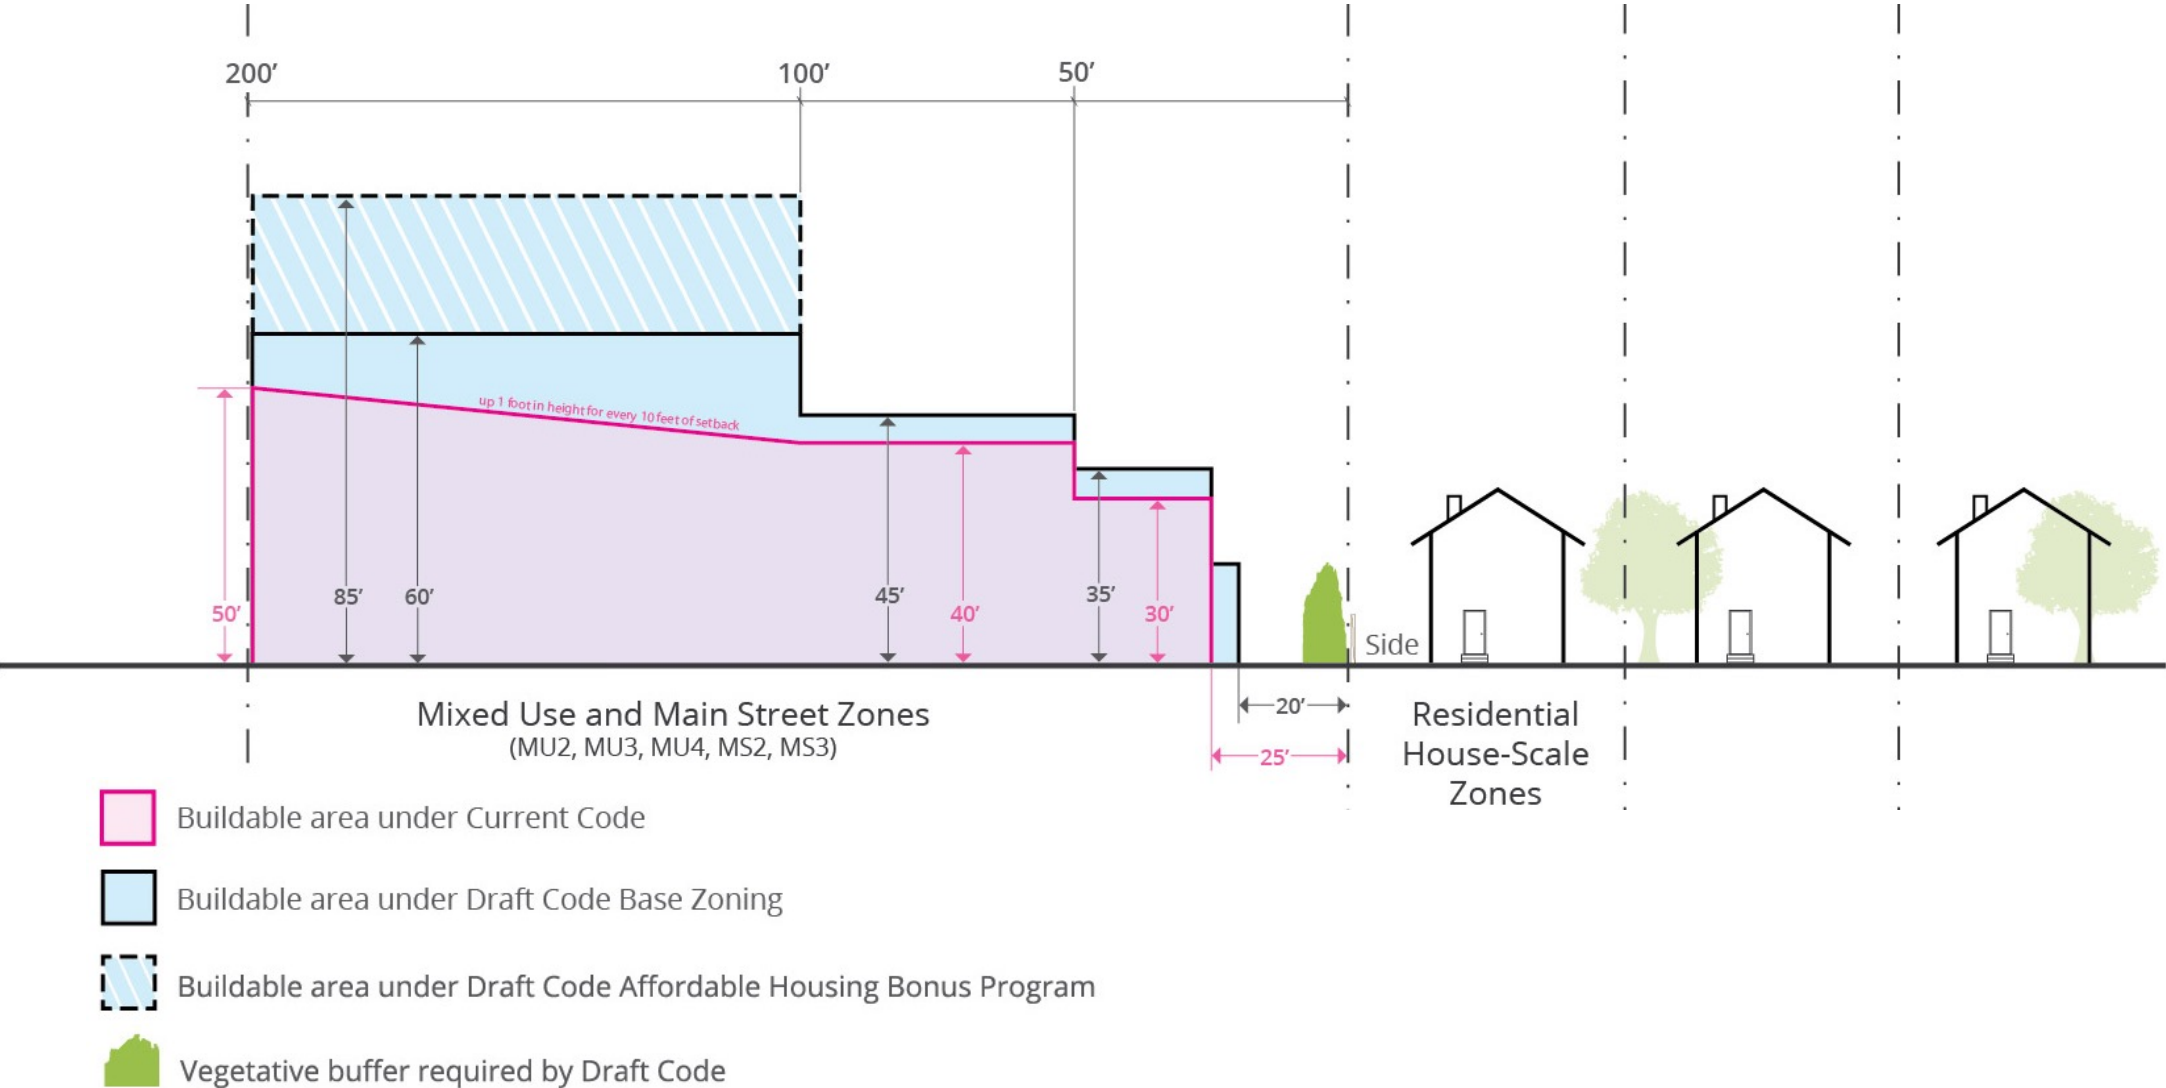 200’
100’
50’
up 1 foot in height for every 10 feet of setback
50’
85’
60’
45’
40’
35’
30’
Side
20’
25’
Mixed Use and Main Street Zones
(MU2, MU3, MU4, MS2, MS3)
Residential
House-Scale
Zones
Buildable area under Current Code
Buildable area under Draft Code Base Zoning
Buildable area under Draft Code Affordable Housing Bonus Program
Vegetative buffer required by Draft Code